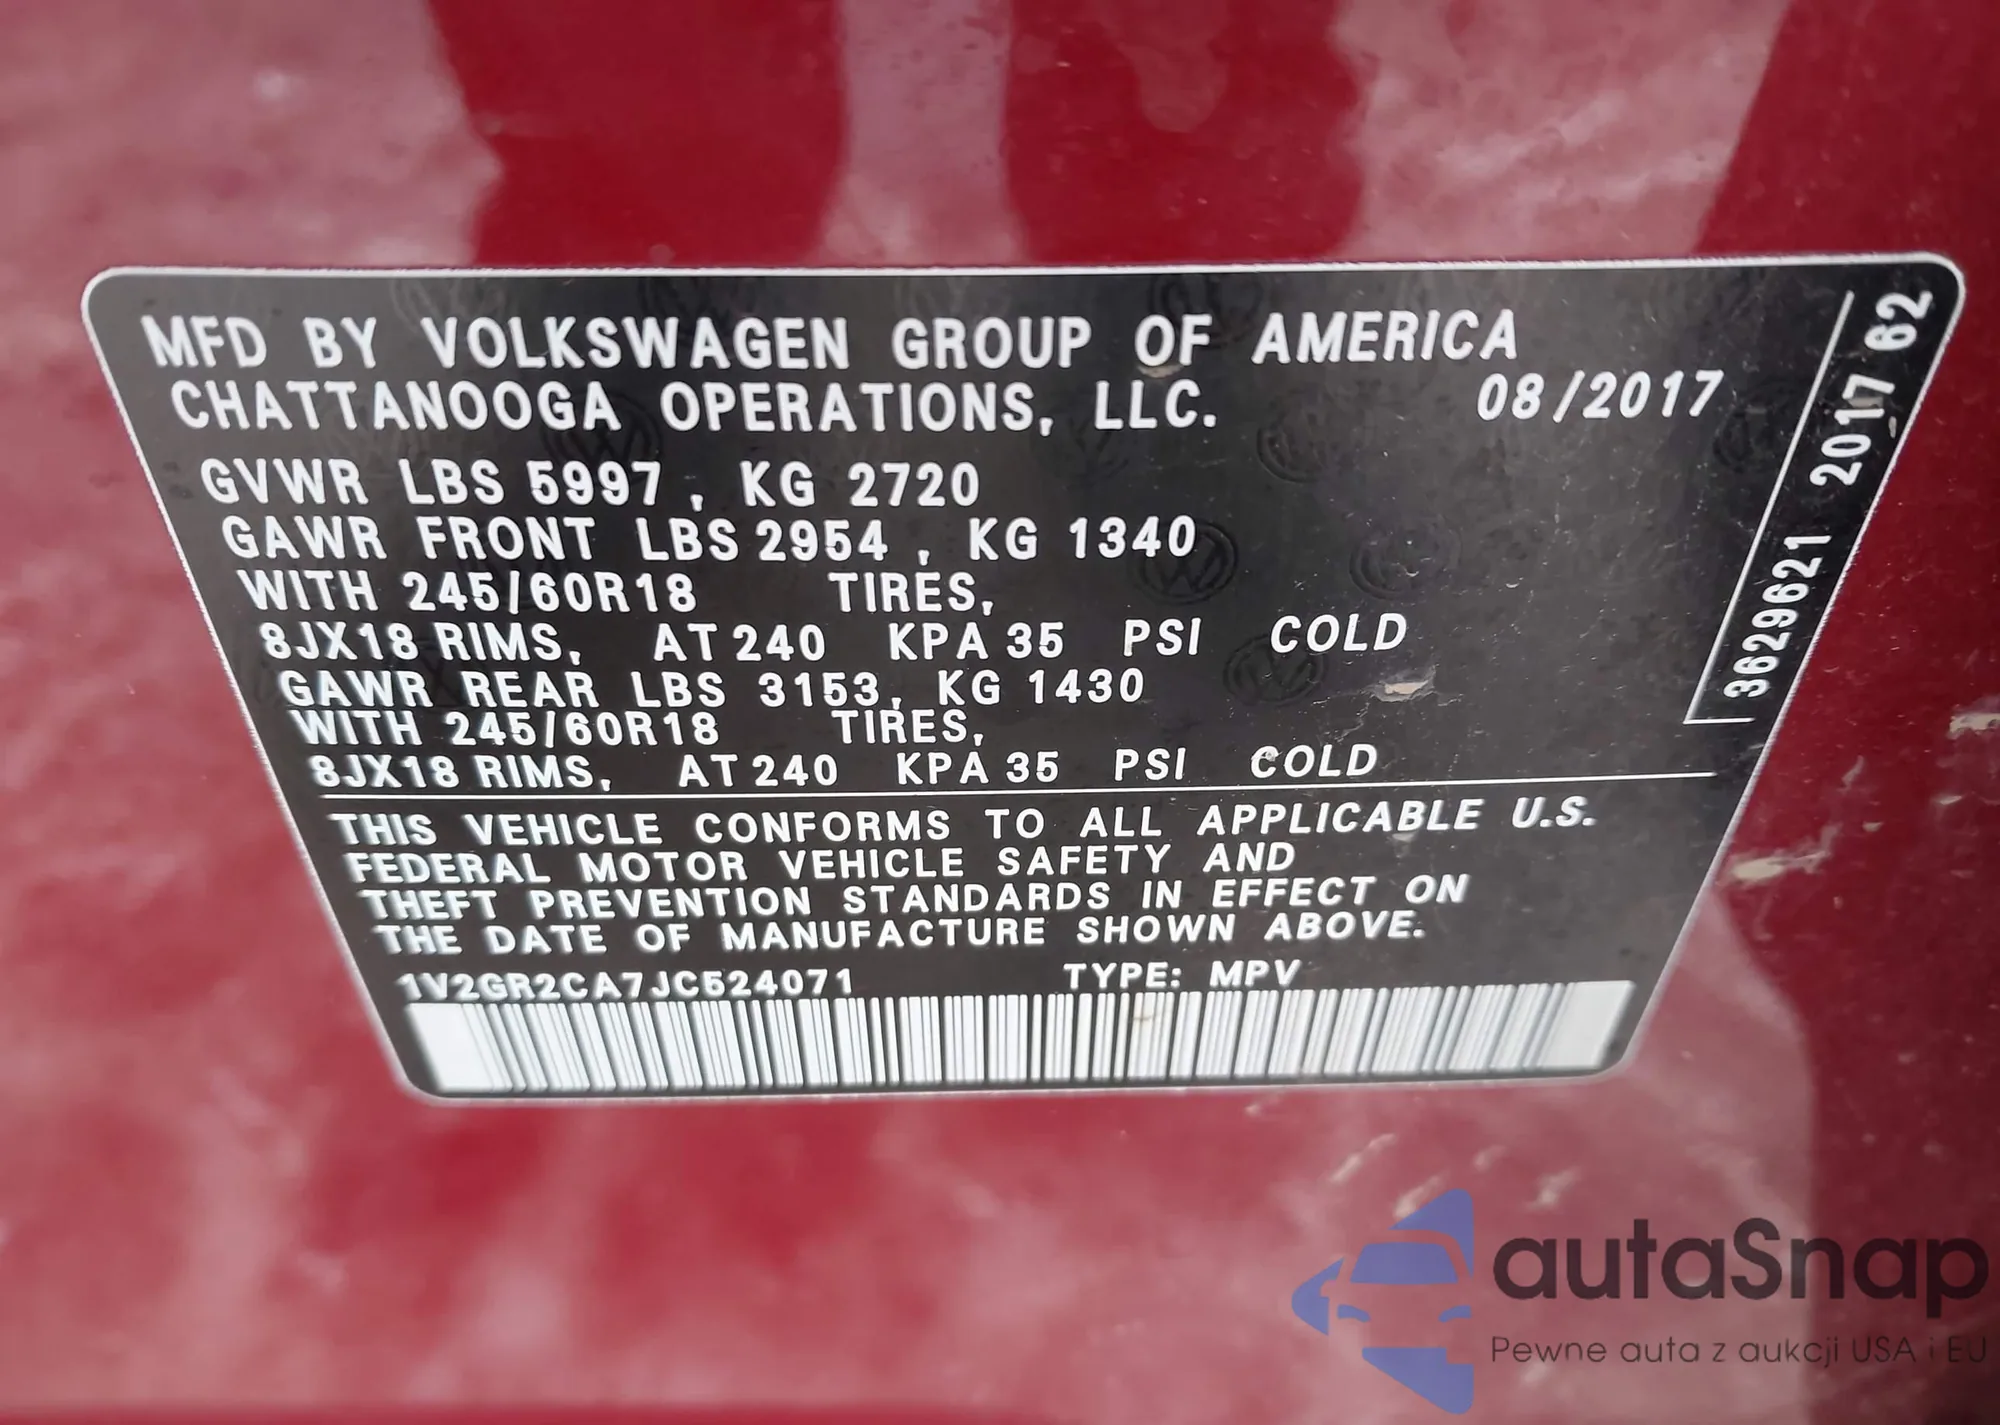 MFD BY VOLKSWAGEN GROUP OF AMERICA
CHATTANOOGA OPERATIONS, LLC.
08/2017
GVWR LBS 5997, KG 2720
GAWR FRONT LBS 2954, KG 1340
WITH 245/60R18 TIRES,
8JX18 RIMS, AT 240 KPA 35 PSI COLD
GAWR REAR LBS 3153, KG 1430
WITH 245/60R18 TIRES,
8JX18 RIMS, AT 240 KPA 35 PSI COLD
THIS VEHICLE CONFORMS TO ALL APPLICABLE U.S.
FEDERAL MOTOR VEHICLE SAFETY AND
THEFT PREVENTION STANDARDS IN EFFECT ON
THE DATE OF MANUFACTURE SHOWN ABOVE.
1V2GR2CA7JC524071 TYPE: MPV
3629621 2017 62
autaSnap
Pewne auta z aukcji USA i EU